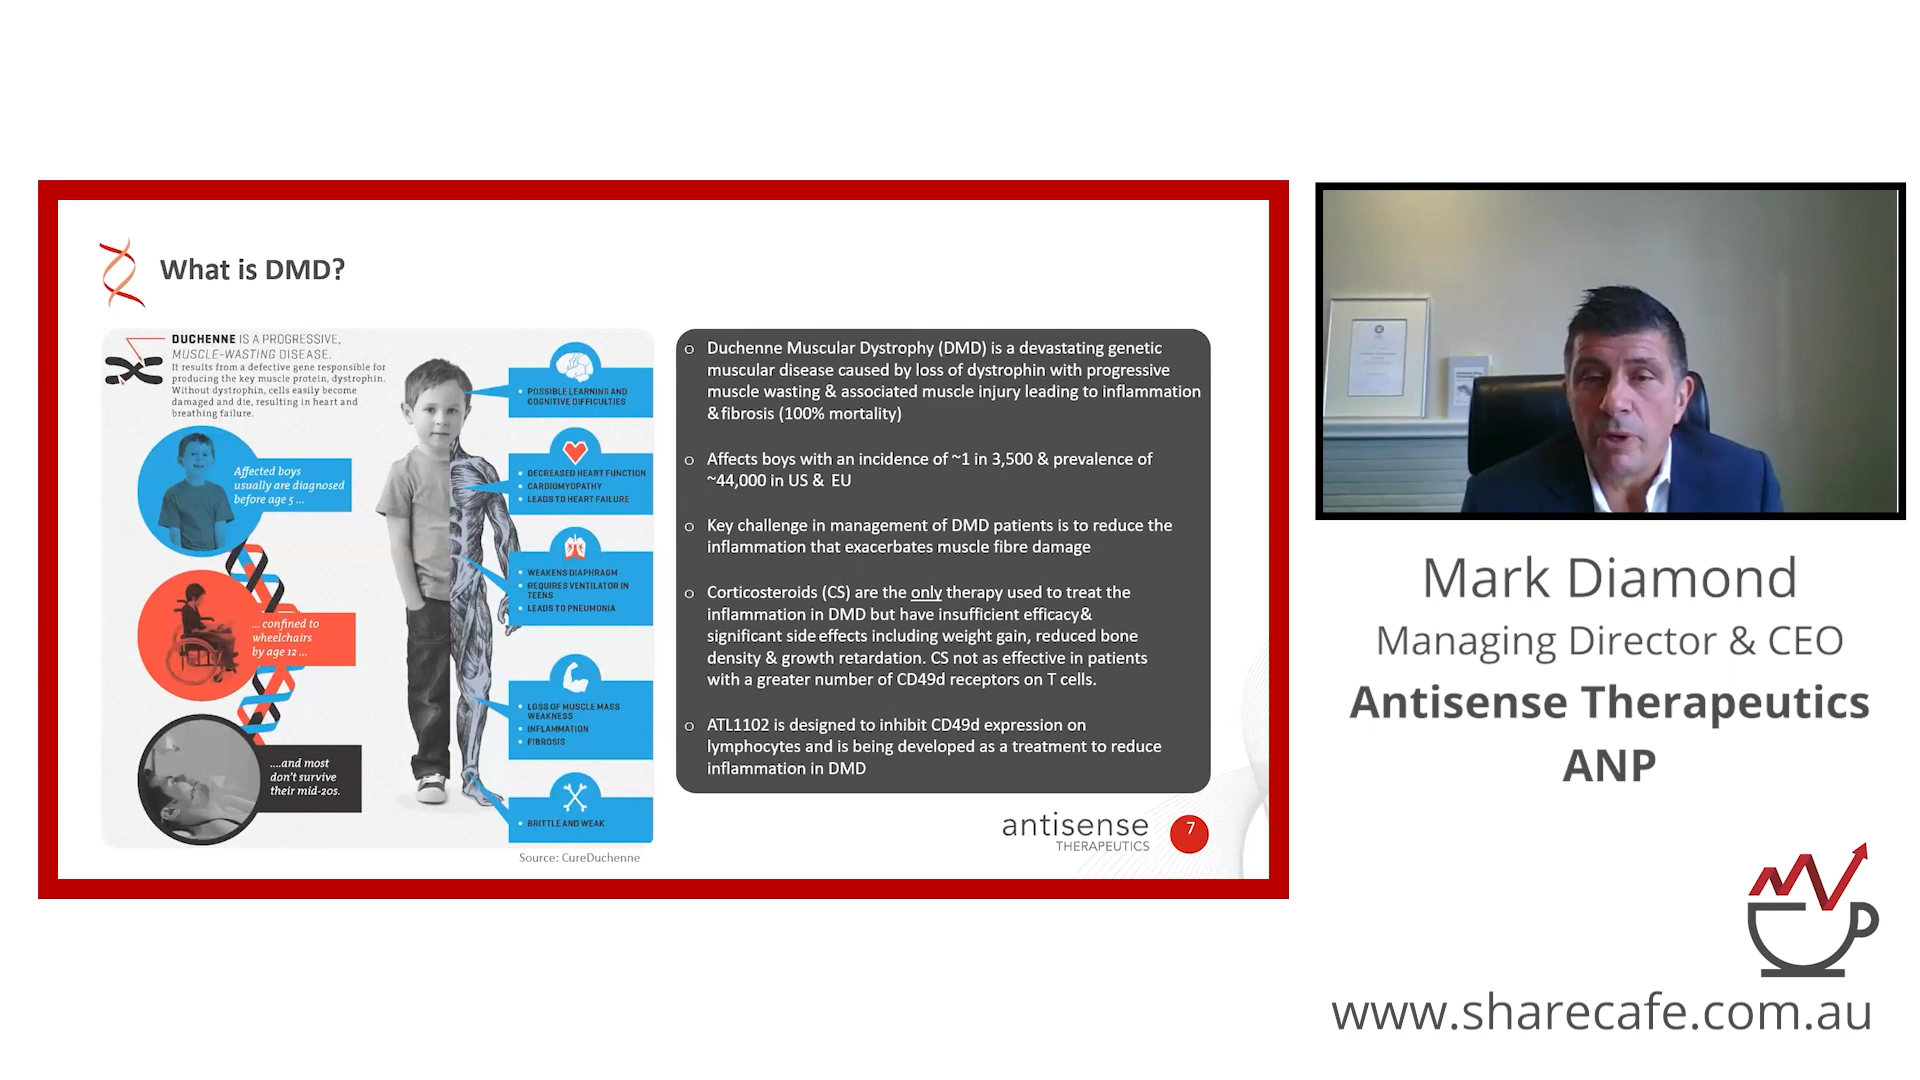 What is DMD?
DUCHENNE IS A PROGRESSIVE,
MUSCLE-WASTING DISEASE.
It results from a defective gene responsible for
producing the key muscle protein, dystrophin.
Without dystrophin, cells easily become
damaged and die, resulting in heart and
breathing failure.
Affected boys
usually are diagnosed
before age 5 ...
... confined to
wheelchairs
by age 12 ...
....and most
don't survive
their mid-20s.
POSSIBLE LEARNING AND
COGNITIVE DIFFICULTIES
DECREASED HEART FUNCTION
CARDIOMYOPATHY
LEADS TO HEART FAILURE
WEAKENS DIAPHRAGM
REQUIRES VENTILATOR IN
TEENS
LEADS TO PNEUMONIA
LOSS OF MUSCLE MASS
WEAKNESS
INFLAMMATION
FIBROSIS
BRITTLE AND WEAK
Source: CureDuchenne
o Duchenne Muscular Dystrophy (DMD) is a devastating genetic
muscular disease caused by loss of dystrophin with progressive
muscle wasting & associated muscle injury leading to inflammation
& fibrosis (100% mortality)
o Affects boys with an incidence of ~1 in 3,500 & prevalence of
~44,000 in US & EU
o Key challenge in management of DMD patients is to reduce the
inflammation that exacerbates muscle fibre damage
o Corticosteroids (CS) are the only therapy used to treat the
inflammation in DMD but have insufficient efficacy &
significant side effects including weight gain, reduced bone
density & growth retardation. CS not as effective in patients
with a greater number of CD49d receptors on T cells.
o ATL1102 is designed to inhibit CD49d expression on
lymphocytes and is being developed as a treatment to reduce
inflammation in DMD
antisense
THERAPEUTICS
7
Mark Diamond
Managing Director & CEO
Antisense Therapeutics
ANP
www.sharecafe.com.au